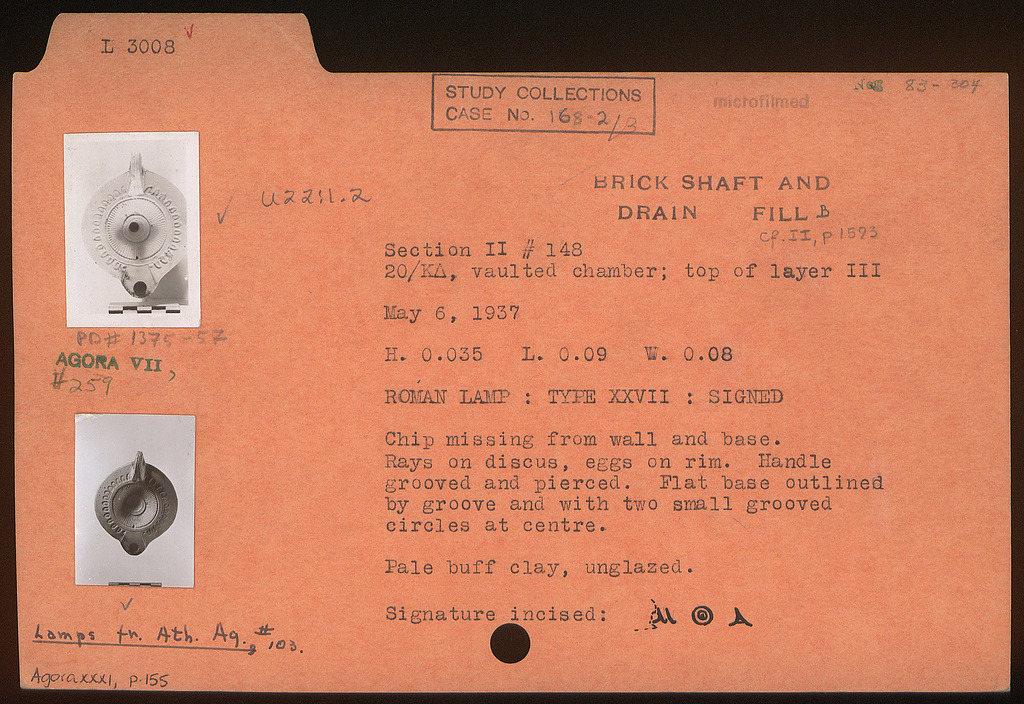 L 3008
STUDY COLLECTIONS
CASE No. 168-2/3
microfilmed
Neg 83-304
U2211.2
BRICK SHAFT AND
DRAIN FILL B
cf. II, p 1593
Section II # 148
20/ΚΔ, vaulted chamber; top of layer III
May 6, 1937
H. 0.035 L. 0.09 W. 0.08
ROMAN LAMP : TYPE XXVII : SIGNED
Chip missing from wall and base.
Rays on discus, eggs on rim. Handle
grooved and pierced. Flat base outlined
by groove and with two small grooved
circles at centre.
Pale buff clay, unglazed.
Signature incised:
PD# 1375-57
AGORA VII,
#259
Lamps fr. Ath. Ag., #103.
Agora XXXI, p.155